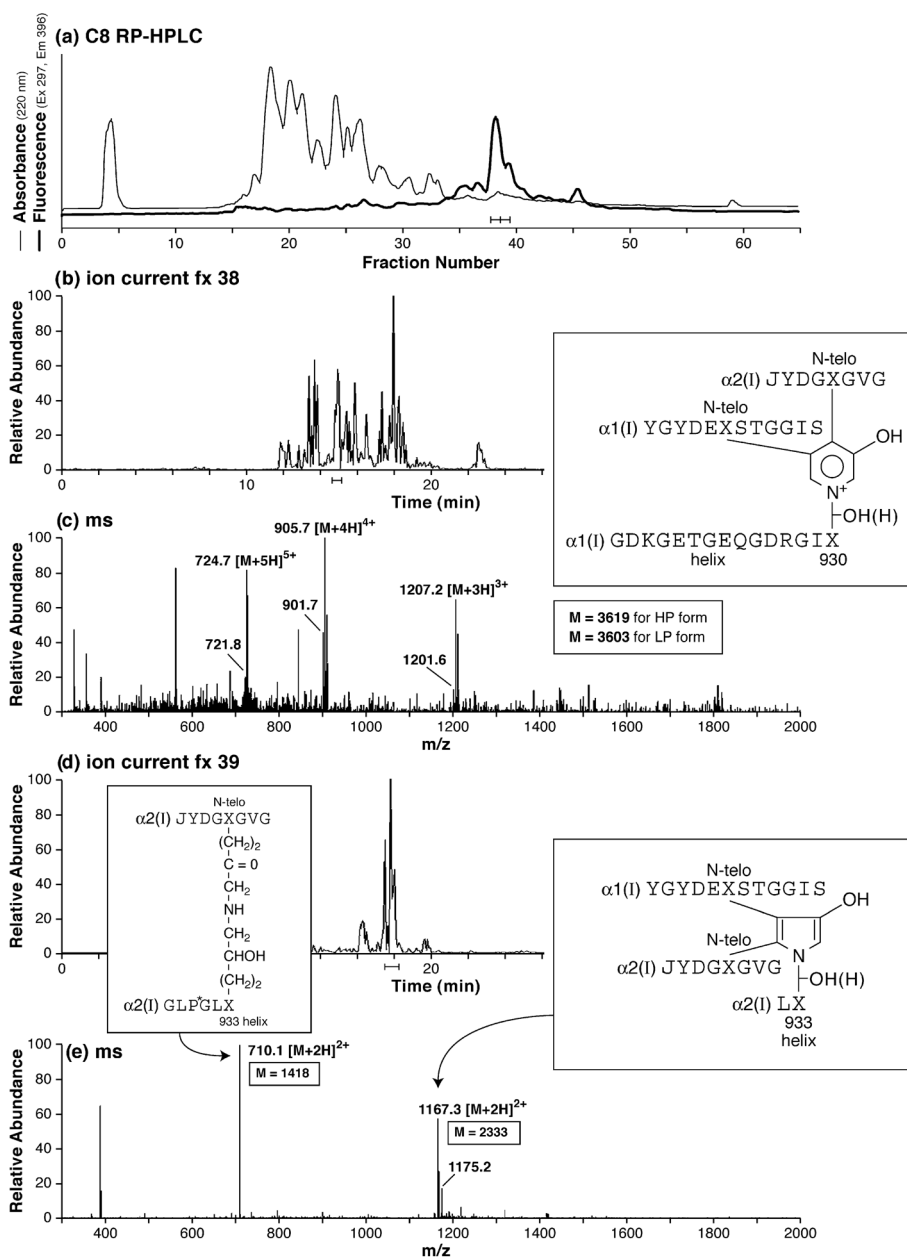 (a) C8 RP-HPLC
Absorbance (220 nm)
Fluorescence (Ex 297, Em 396)
0 10 20 30 40 50 60
Fraction Number
(b) ion current fx 38
Relative Abundance
100
80
60
40
20
0
0 10 20
Time (min)
N-telo
α2(I) JYDGXGVG
N-telo
α1(I) YGYDEXSTGGIS
OH
N+
OH(H)
α1(I) GDKGETGEQGDRGIX
helix 930
M = 3619 for HP form
M = 3603 for LP form
(c) ms
Relative Abundance
100
80
60
40
20
0
905.7 [M+4H]4+
724.7 [M+5H]5+
901.7
1207.2 [M+3H]3+
721.8
1201.6
400 600 800 1000 1200 1400 1600 1800 2000
m/z
(d) ion current fx 39
Relative Abundance
100
80
60
40
20
0
0 20
Time (min)
N-telo
α2(I) JYDGXGVG
(CH2)2
C = 0
CH2
NH
CH2
CHOH
(CH2)2
α2(I) GLP*GLX
933 helix
N-telo
α1(I) YGYDEXSTGGIS
OH
N-telo
α2(I) JYDGXGVG
N
OH(H)
α2(I) LX
933
helix
(e) ms
Relative Abundance
100
80
60
40
20
0
710.1 [M+2H]2+
M = 1418
1167.3 [M+2H]2+
M = 2333
1175.2
400 600 800 1000 1200 1400 1600 1800 2000
m/z